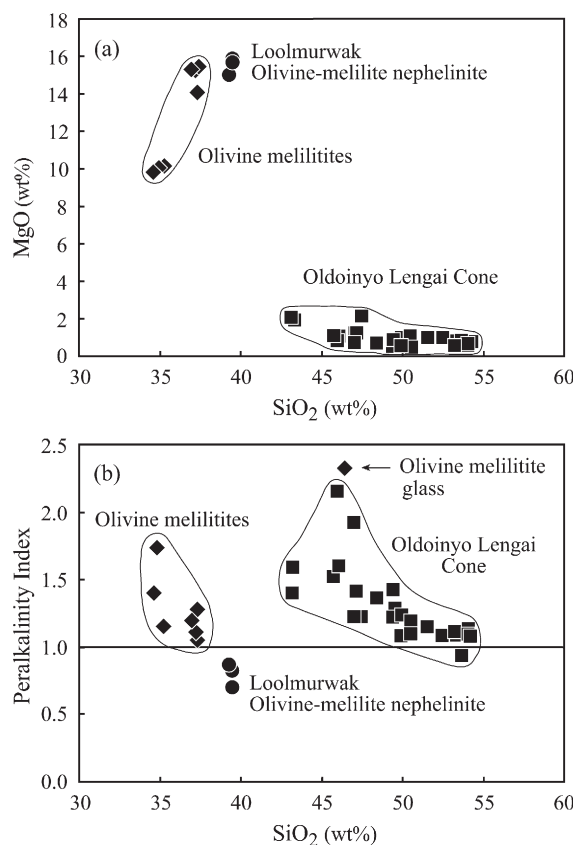 18
(a)
Loolmurwak
16
Olivine-melilite nephelinite
14
12
Olivine melilitites
10
8
6
Oldoinyo Lengai Cone
4
2
0
30 35 40 45 50 55 60
MgO (wt%)
SiO2 (wt%)
2.5
(b)
Olivine melilitite
glass
2.0
Olivine melilitites
Oldoinyo Lengai
Cone
1.5
1.0
Loolmurwak
Olivine-melilite nephelinite
0.5
0.0
30 35 40 45 50 55 60
Peralkalinity Index
SiO2 (wt%)